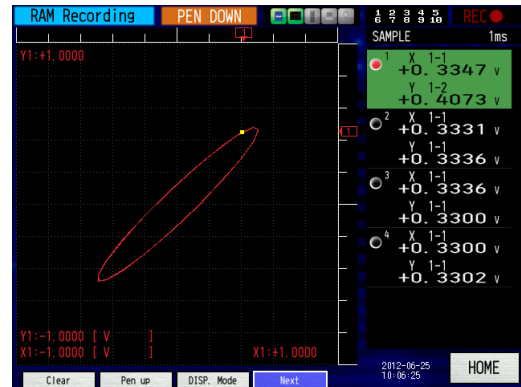 RAM Recording PEN DOWN 1 2 3 4 5 REC
6 7 8 9 10
SAMPLE 1ms
1
Y1:+1.0000
1 X 1-1
+0.3347 V
Y 1-2
+0.4073 V
2 X 1-1
+0.3331 V
Y 1-1
+0.3336 V
3 X 1-1
+0.3336 V
Y 1-1
+0.3300 V
4 X 1-1
+0.3300 V
Y 1-1
+0.3302 V
1
Y1:-1.0000 [ V ]
X1:-1.0000 [ V ] X1:+1.0000
2012-06-25
10:06:25
HOME
Clear Pen up DISP. Mode Next